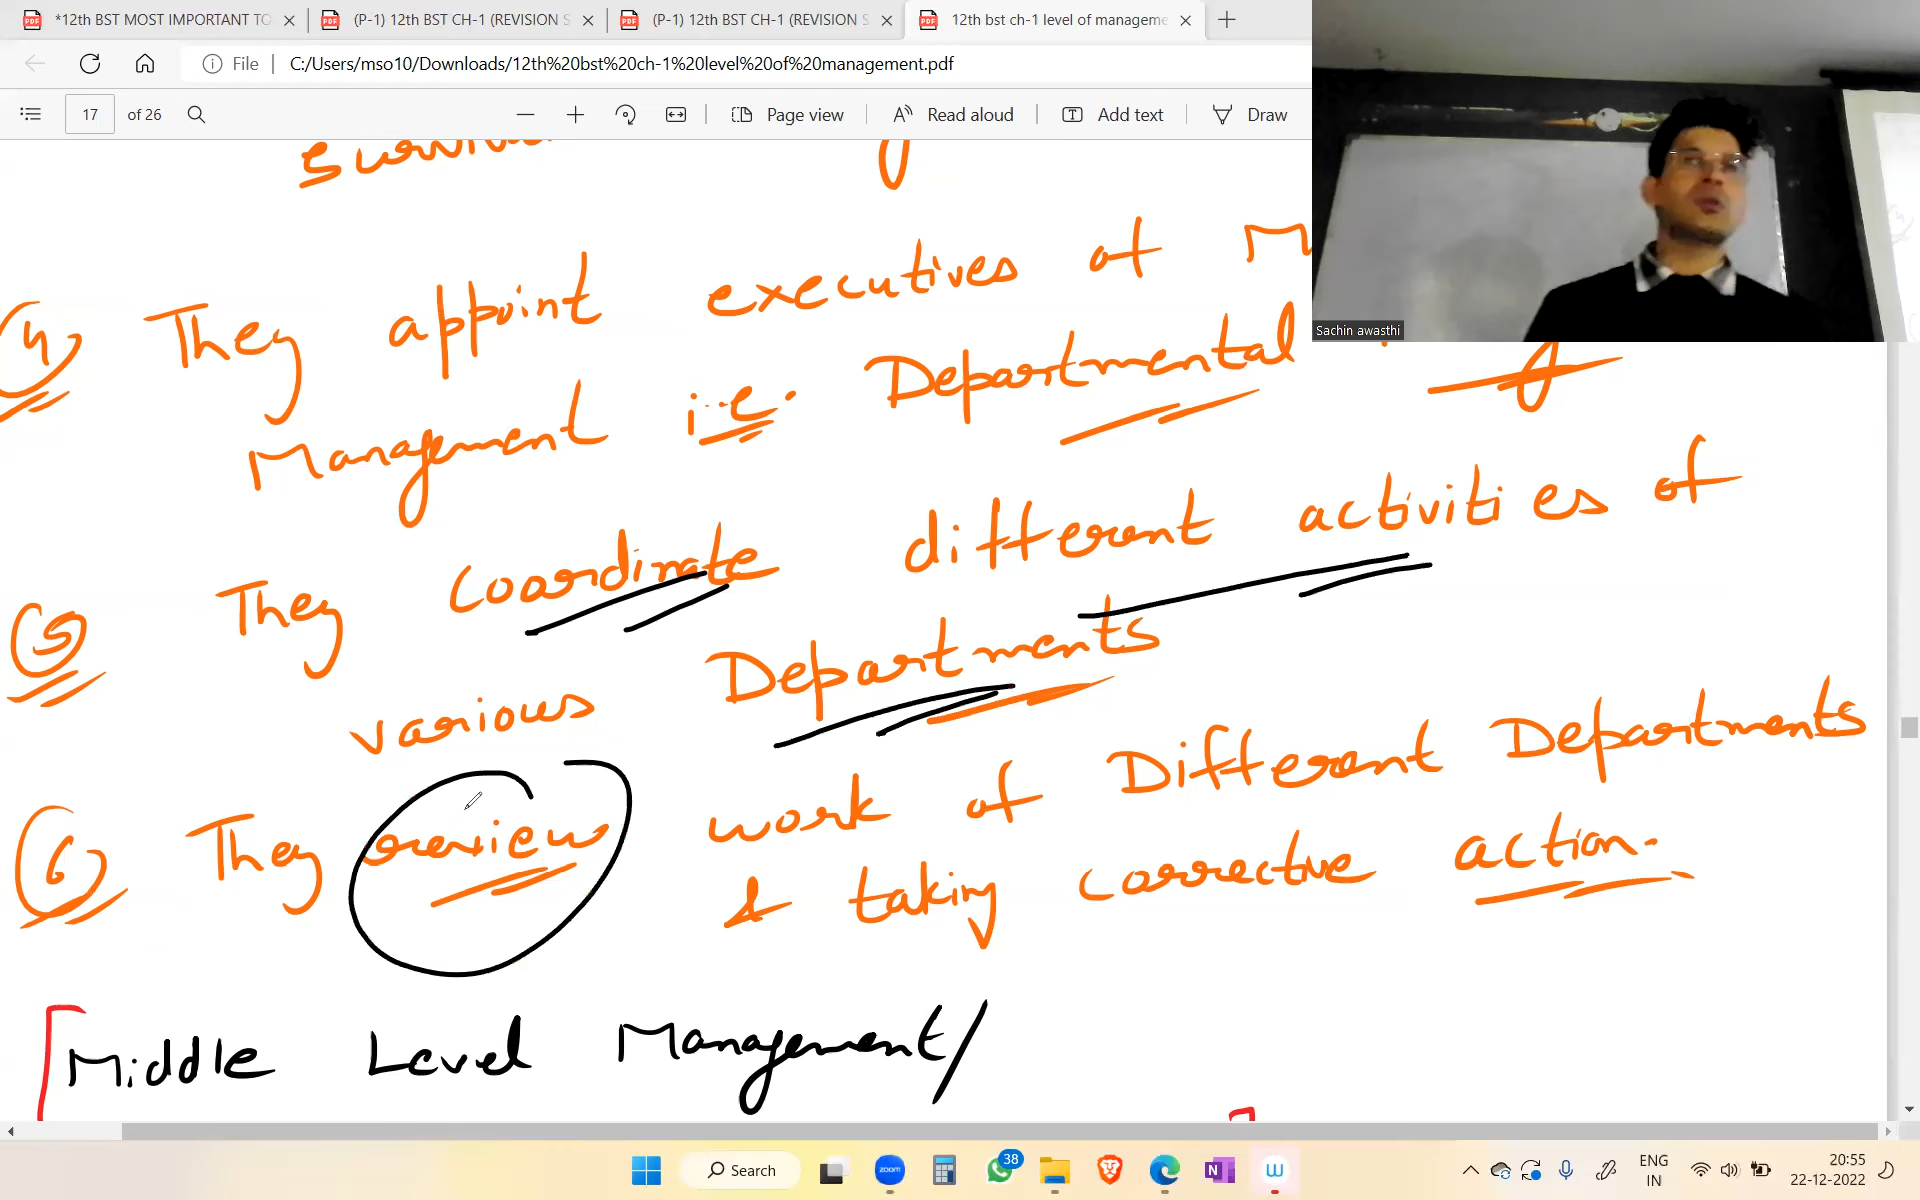 *12th BST MOST IMPORTANT TO
(P-1) 12th BST CH-1 (REVISION S
(P-1) 12th BST CH-1 (REVISION S
12th bst ch-1 level of manageme
File
C:/Users/mso10/Downloads/12th%20bst%20ch-1%20level%20of%20management.pdf
17 of 26
Page view
Read aloud
Add text
Draw
Sachin awasthi
4 They appoint executives of M
Management i.e. Departmental
5 They coordinate different activities of
various Departments
6 They review work of Different Departments
& taking corrective action.
Middle Level Management/
Search
zoom
38
N
W
ENG
IN
20:55
22-12-2022